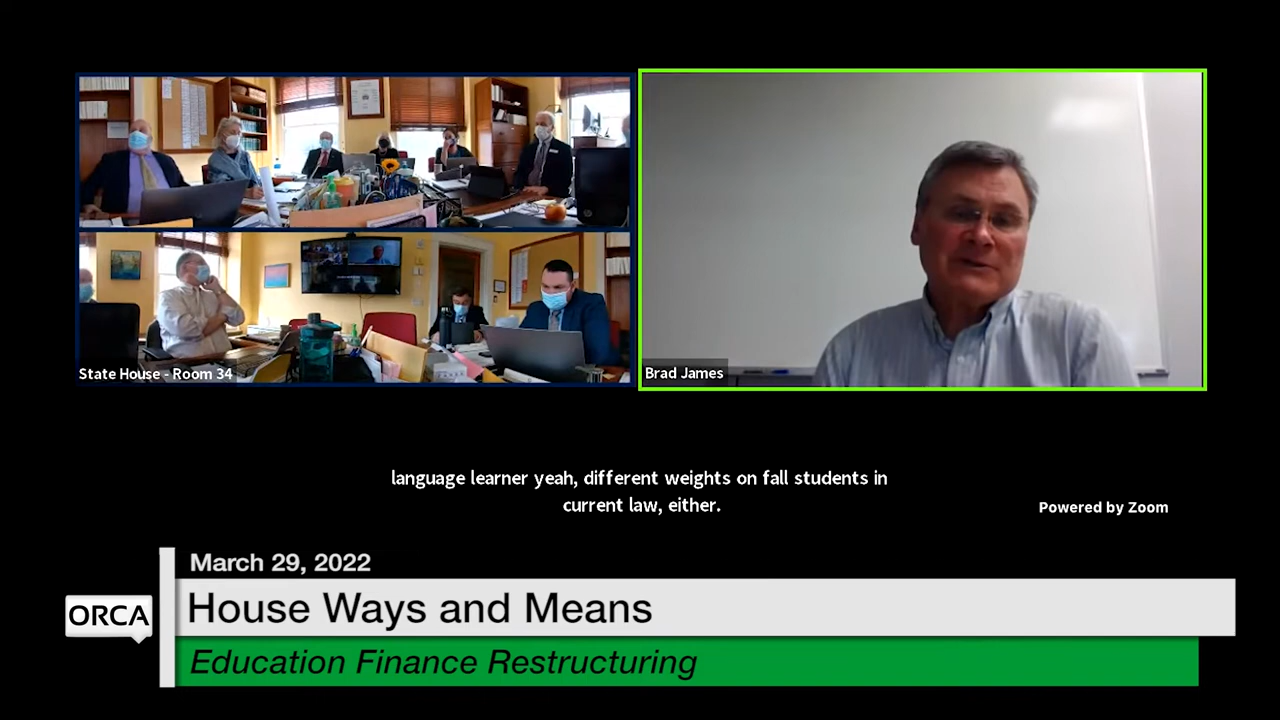 State House - Room 34
Brad James
language learner yeah, different weights on fall students in
current law, either.
Powered by Zoom
March 29, 2022
ORCA
House Ways and Means
Education Finance Restructuring